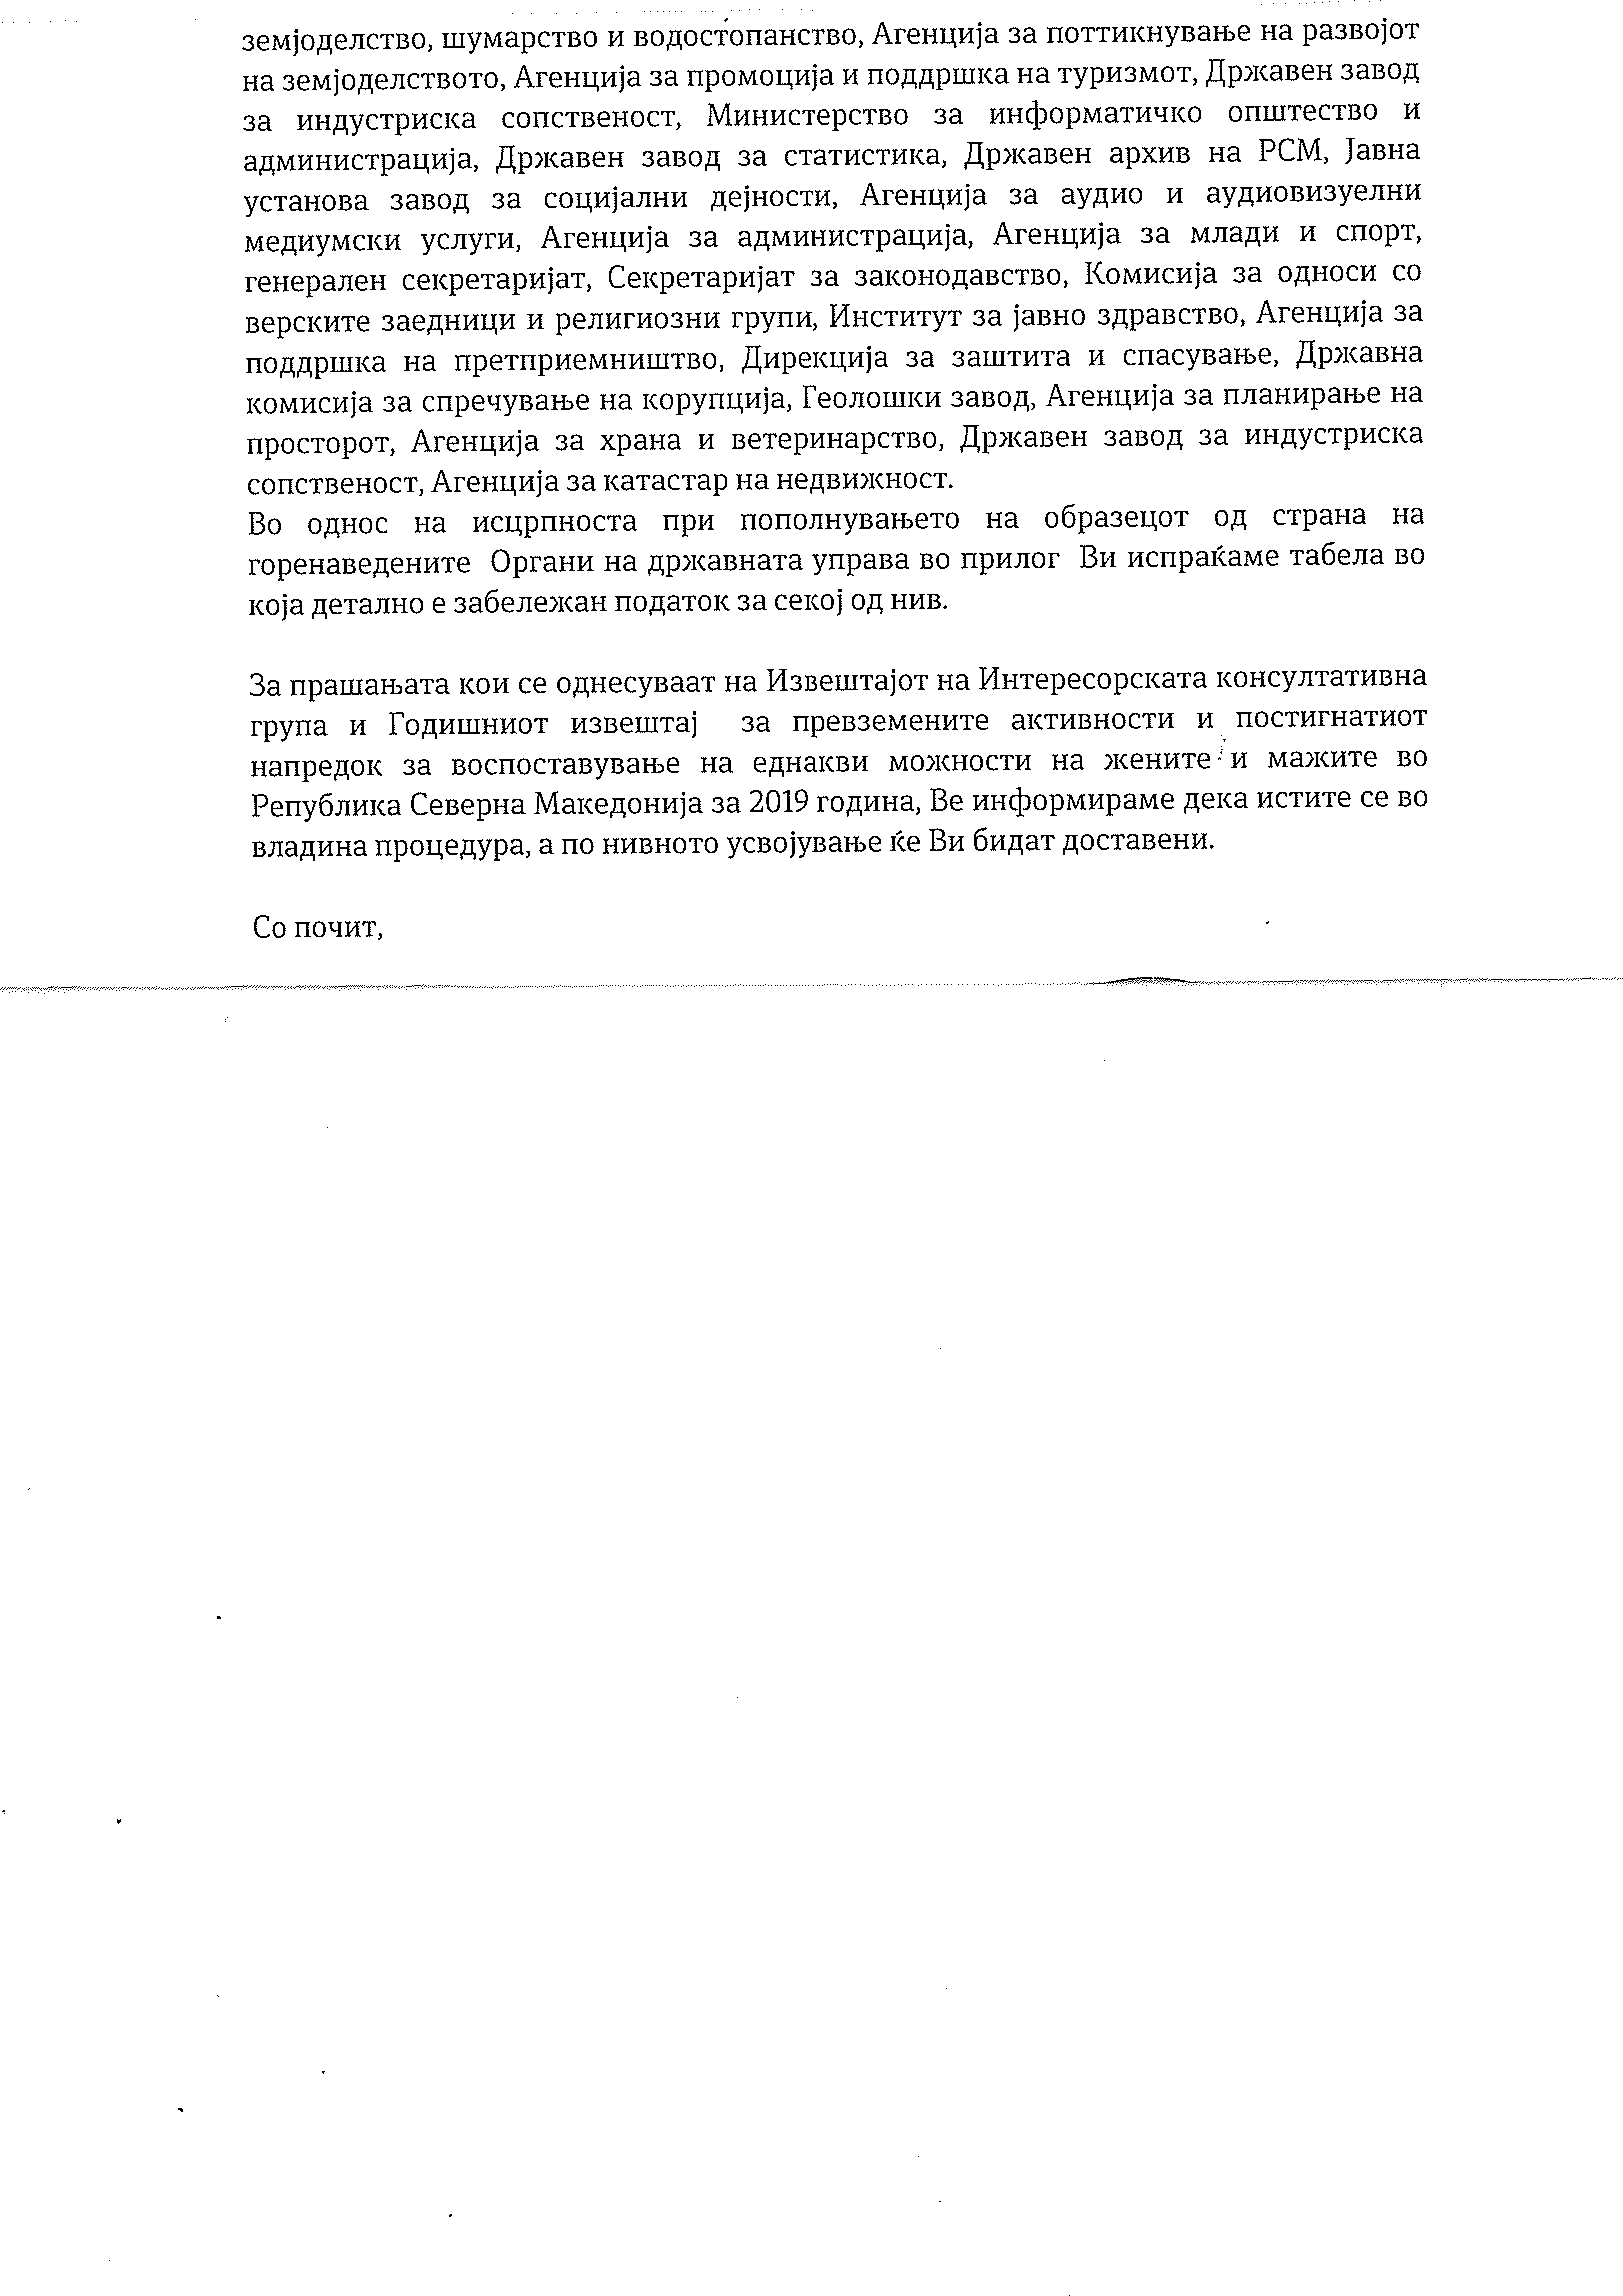 земјоделство, шумарство и водостопанство, Агенција за поттикнување на развојот
на земјоделството, Агенција за промоција и поддршка на туризмот, Државен завод
за индустриска сопственост, Министерство за информатичко општество и
администрација, Државен завод за статистика, Државен архив на РСМ, Јавна
установа завод за социјални дејности, Агенција за аудио и аудиовизуелни
медиумски услуги, Агенција за администрација, Агенција за млади и спорт,
генерален секретаријат, Секретаријат за законодавство, Комисија за односи со
верските заедници и религиозни групи, Институт за јавно здравство, Агенција за
поддршка на претприемништво, Дирекција за заштита и спасување, Државна
комисија за спречување на корупција, Геолошки завод, Агенција за планирање на
просторот, Агенција за храна и ветеринарство, Државен завод за индустриска
сопственост, Агенција за катастар на недвижност.
Во однос на исцрпноста при пополнувањето на образецот од страна на
горенаведените Органи на државната управа во прилог Ви испраќаме табела во
која детално е забележан податок за секој од нив.
За прашањата кои се однесуваат на Извештајот на Интересорската консултативна
група и Годишниот извештај за превземените активности и постигнатиот
напредок за воспоставување на еднакви можности на жените и мажите во
Република Северна Македонија за 2019 година, Ве информираме дека истите се во
владина процедура, а по нивното усвојување ќе Ви бидат доставени.
Со почит,